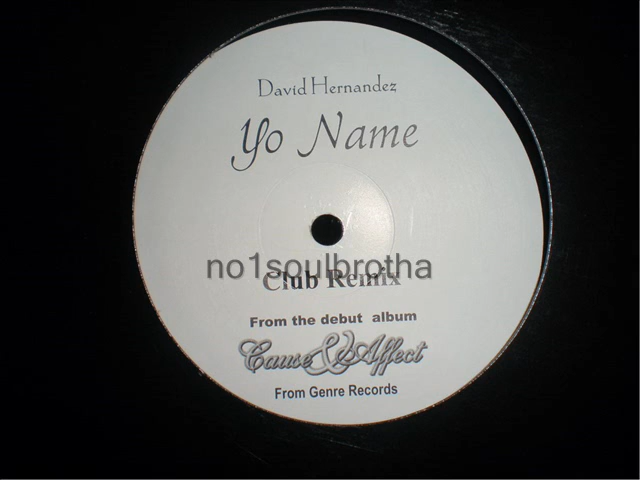 David Hernandez
Yo Name
no1soulbrotha
Club Remix
From the debut album
Cause & Affect
From Genre Records